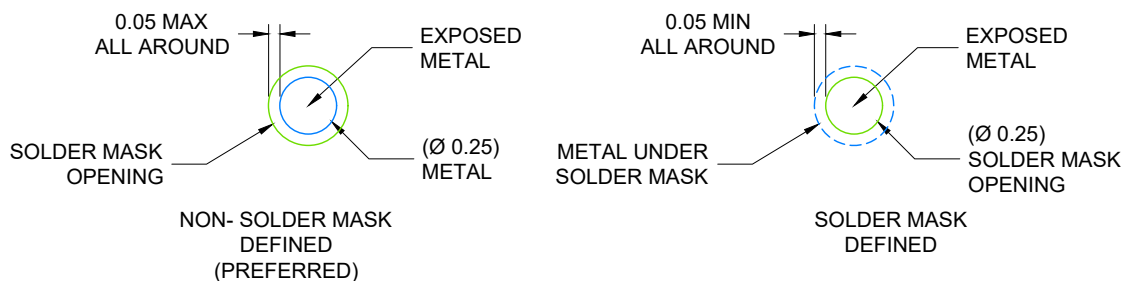 0.05 MAX
ALL AROUND
EXPOSED
METAL
SOLDER MASK
OPENING
(Ø 0.25)
METAL
NON- SOLDER MASK
DEFINED
(PREFERRED)
0.05 MIN
ALL AROUND
EXPOSED
METAL
METAL UNDER
SOLDER MASK
(Ø 0.25)
SOLDER MASK
OPENING
SOLDER MASK
DEFINED